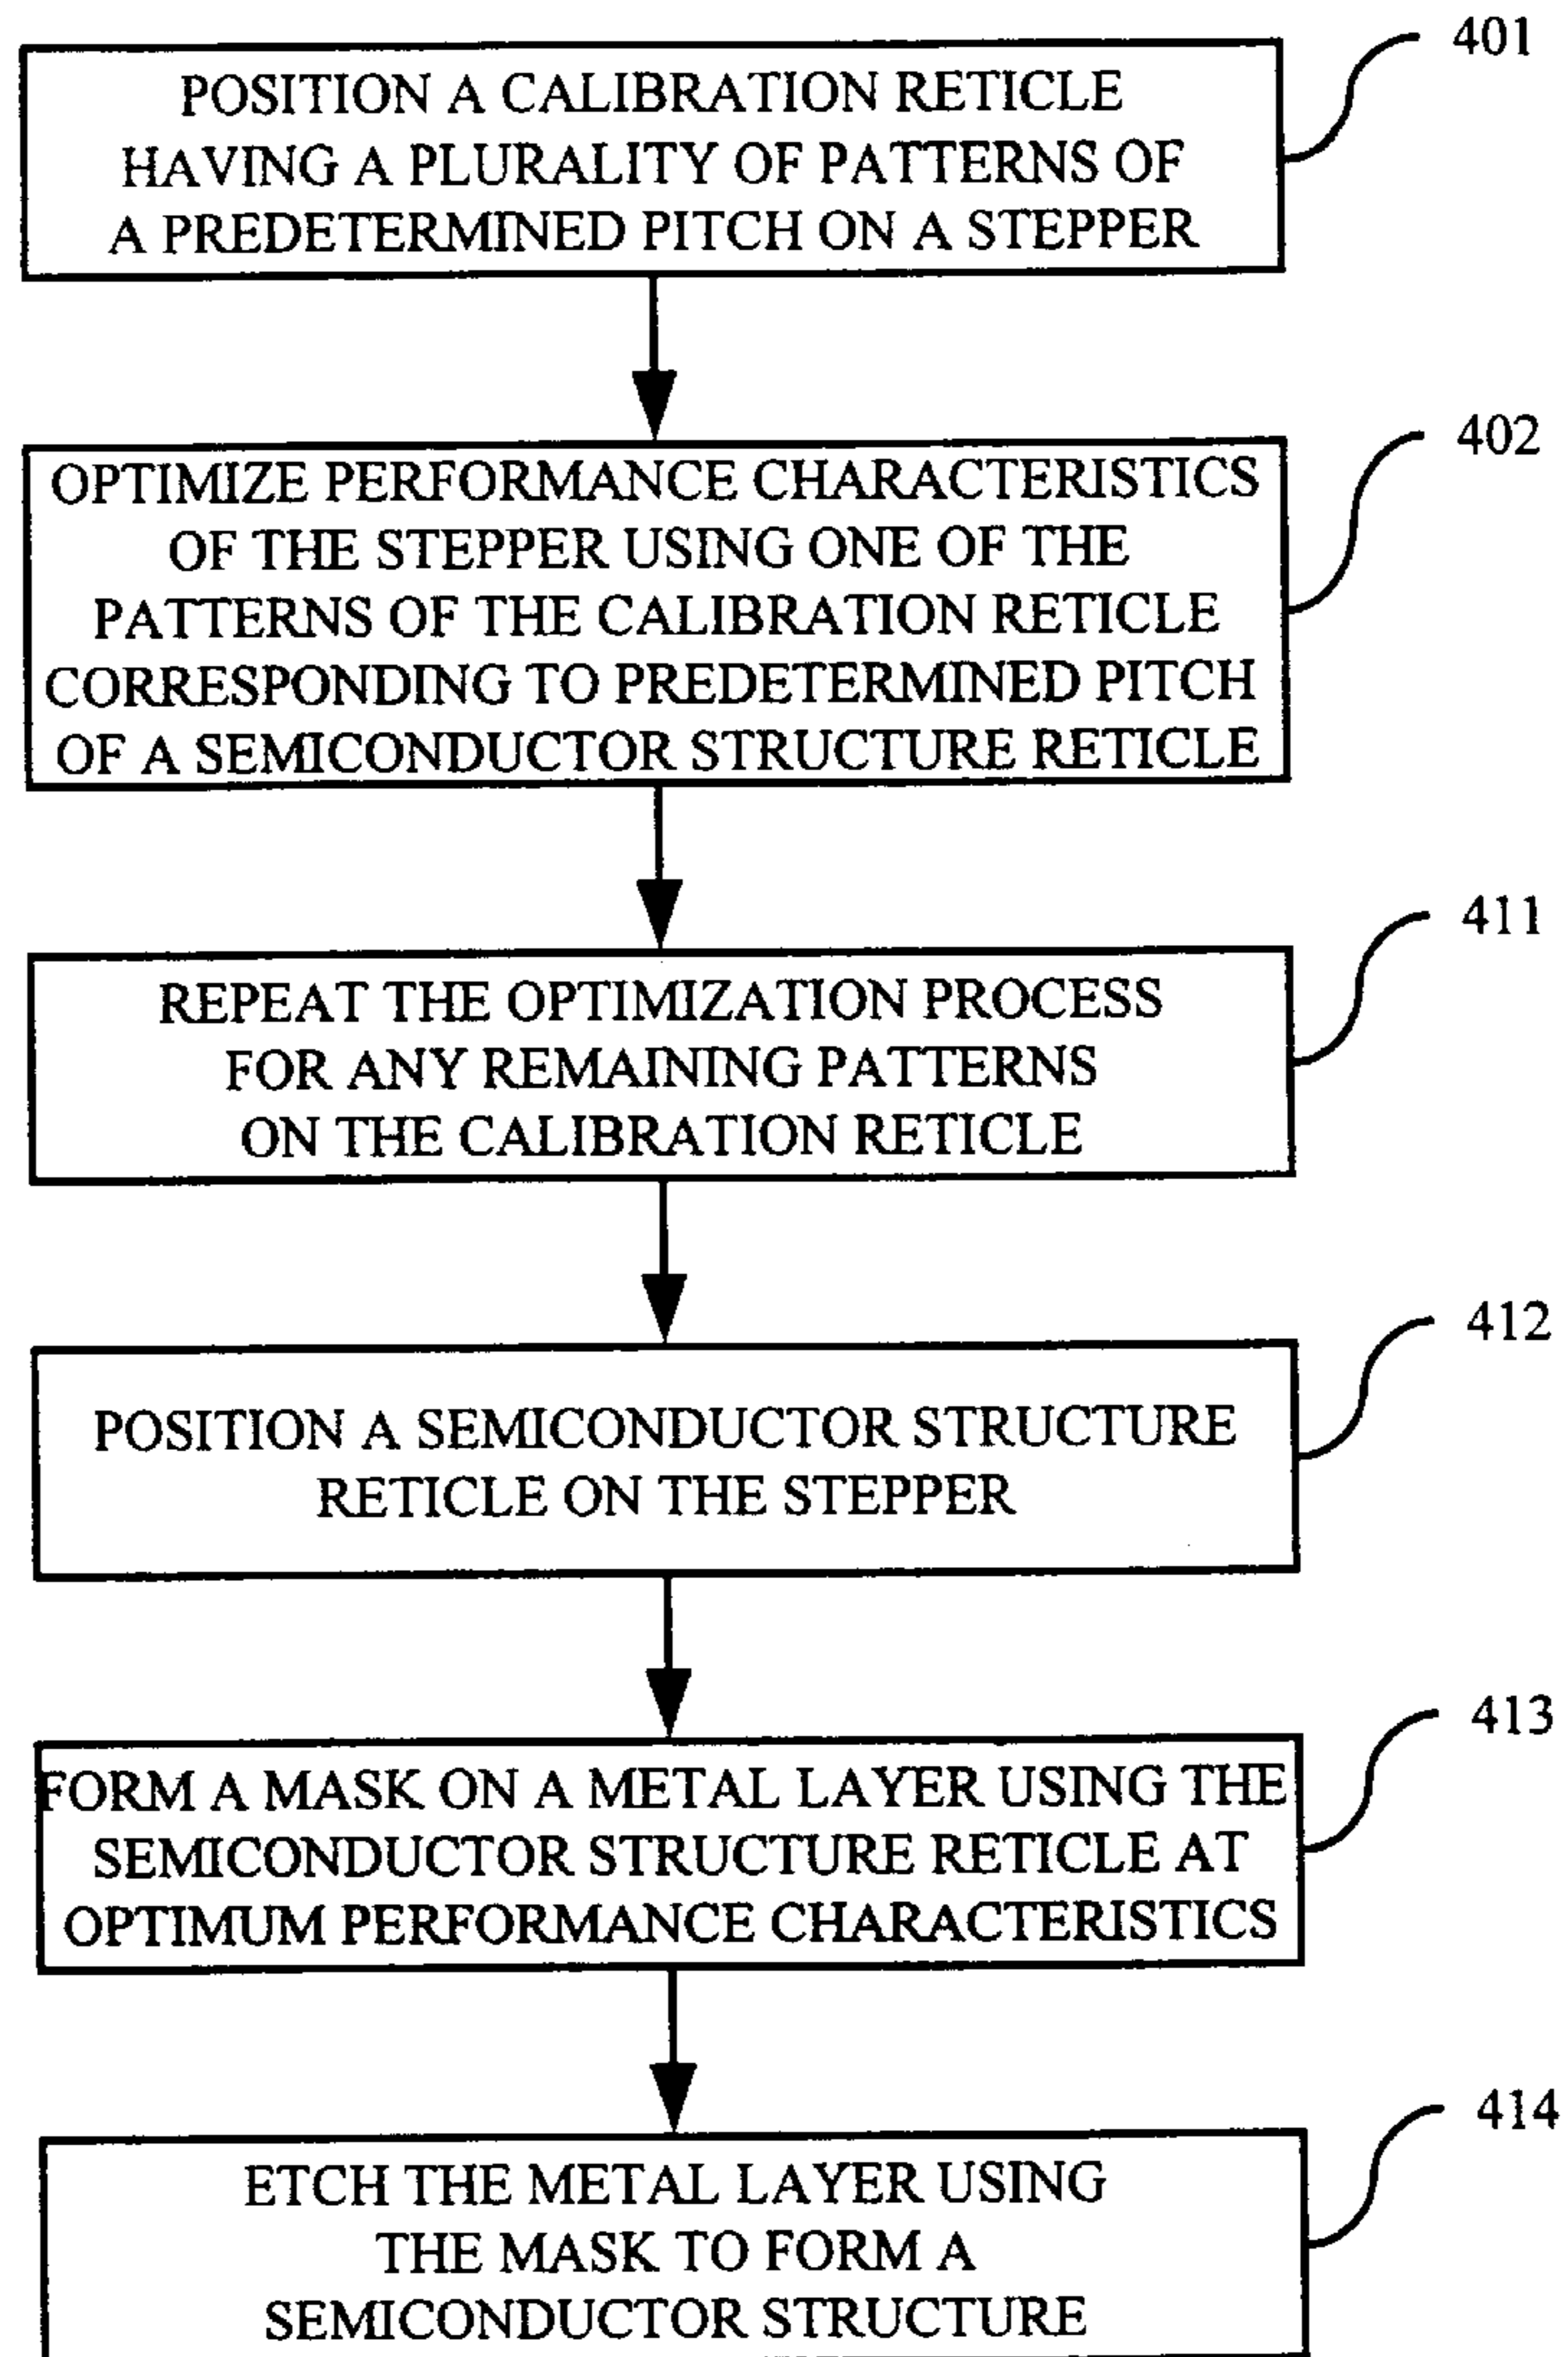 401
POSITION A CALIBRATION RETICLE
HAVING A PLURALITY OF PATTERNS OF
A PREDETERMINED PITCH ON A STEPPER
402
OPTIMIZE PERFORMANCE CHARACTERISTICS
OF THE STEPPER USING ONE OF THE
PATTERNS OF THE CALIBRATION RETICLE
CORRESPONDING TO PREDETERMINED PITCH
OF A SEMICONDUCTOR STRUCTURE RETICLE
411
REPEAT THE OPTIMIZATION PROCESS
FOR ANY REMAINING PATTERNS
ON THE CALIBRATION RETICLE
412
POSITION A SEMICONDUCTOR STRUCTURE
RETICLE ON THE STEPPER
413
FORM A MASK ON A METAL LAYER USING THE
SEMICONDUCTOR STRUCTURE RETICLE AT
OPTIMUM PERFORMANCE CHARACTERISTICS
414
ETCH THE METAL LAYER USING
THE MASK TO FORM A
SEMICONDUCTOR STRUCTURE